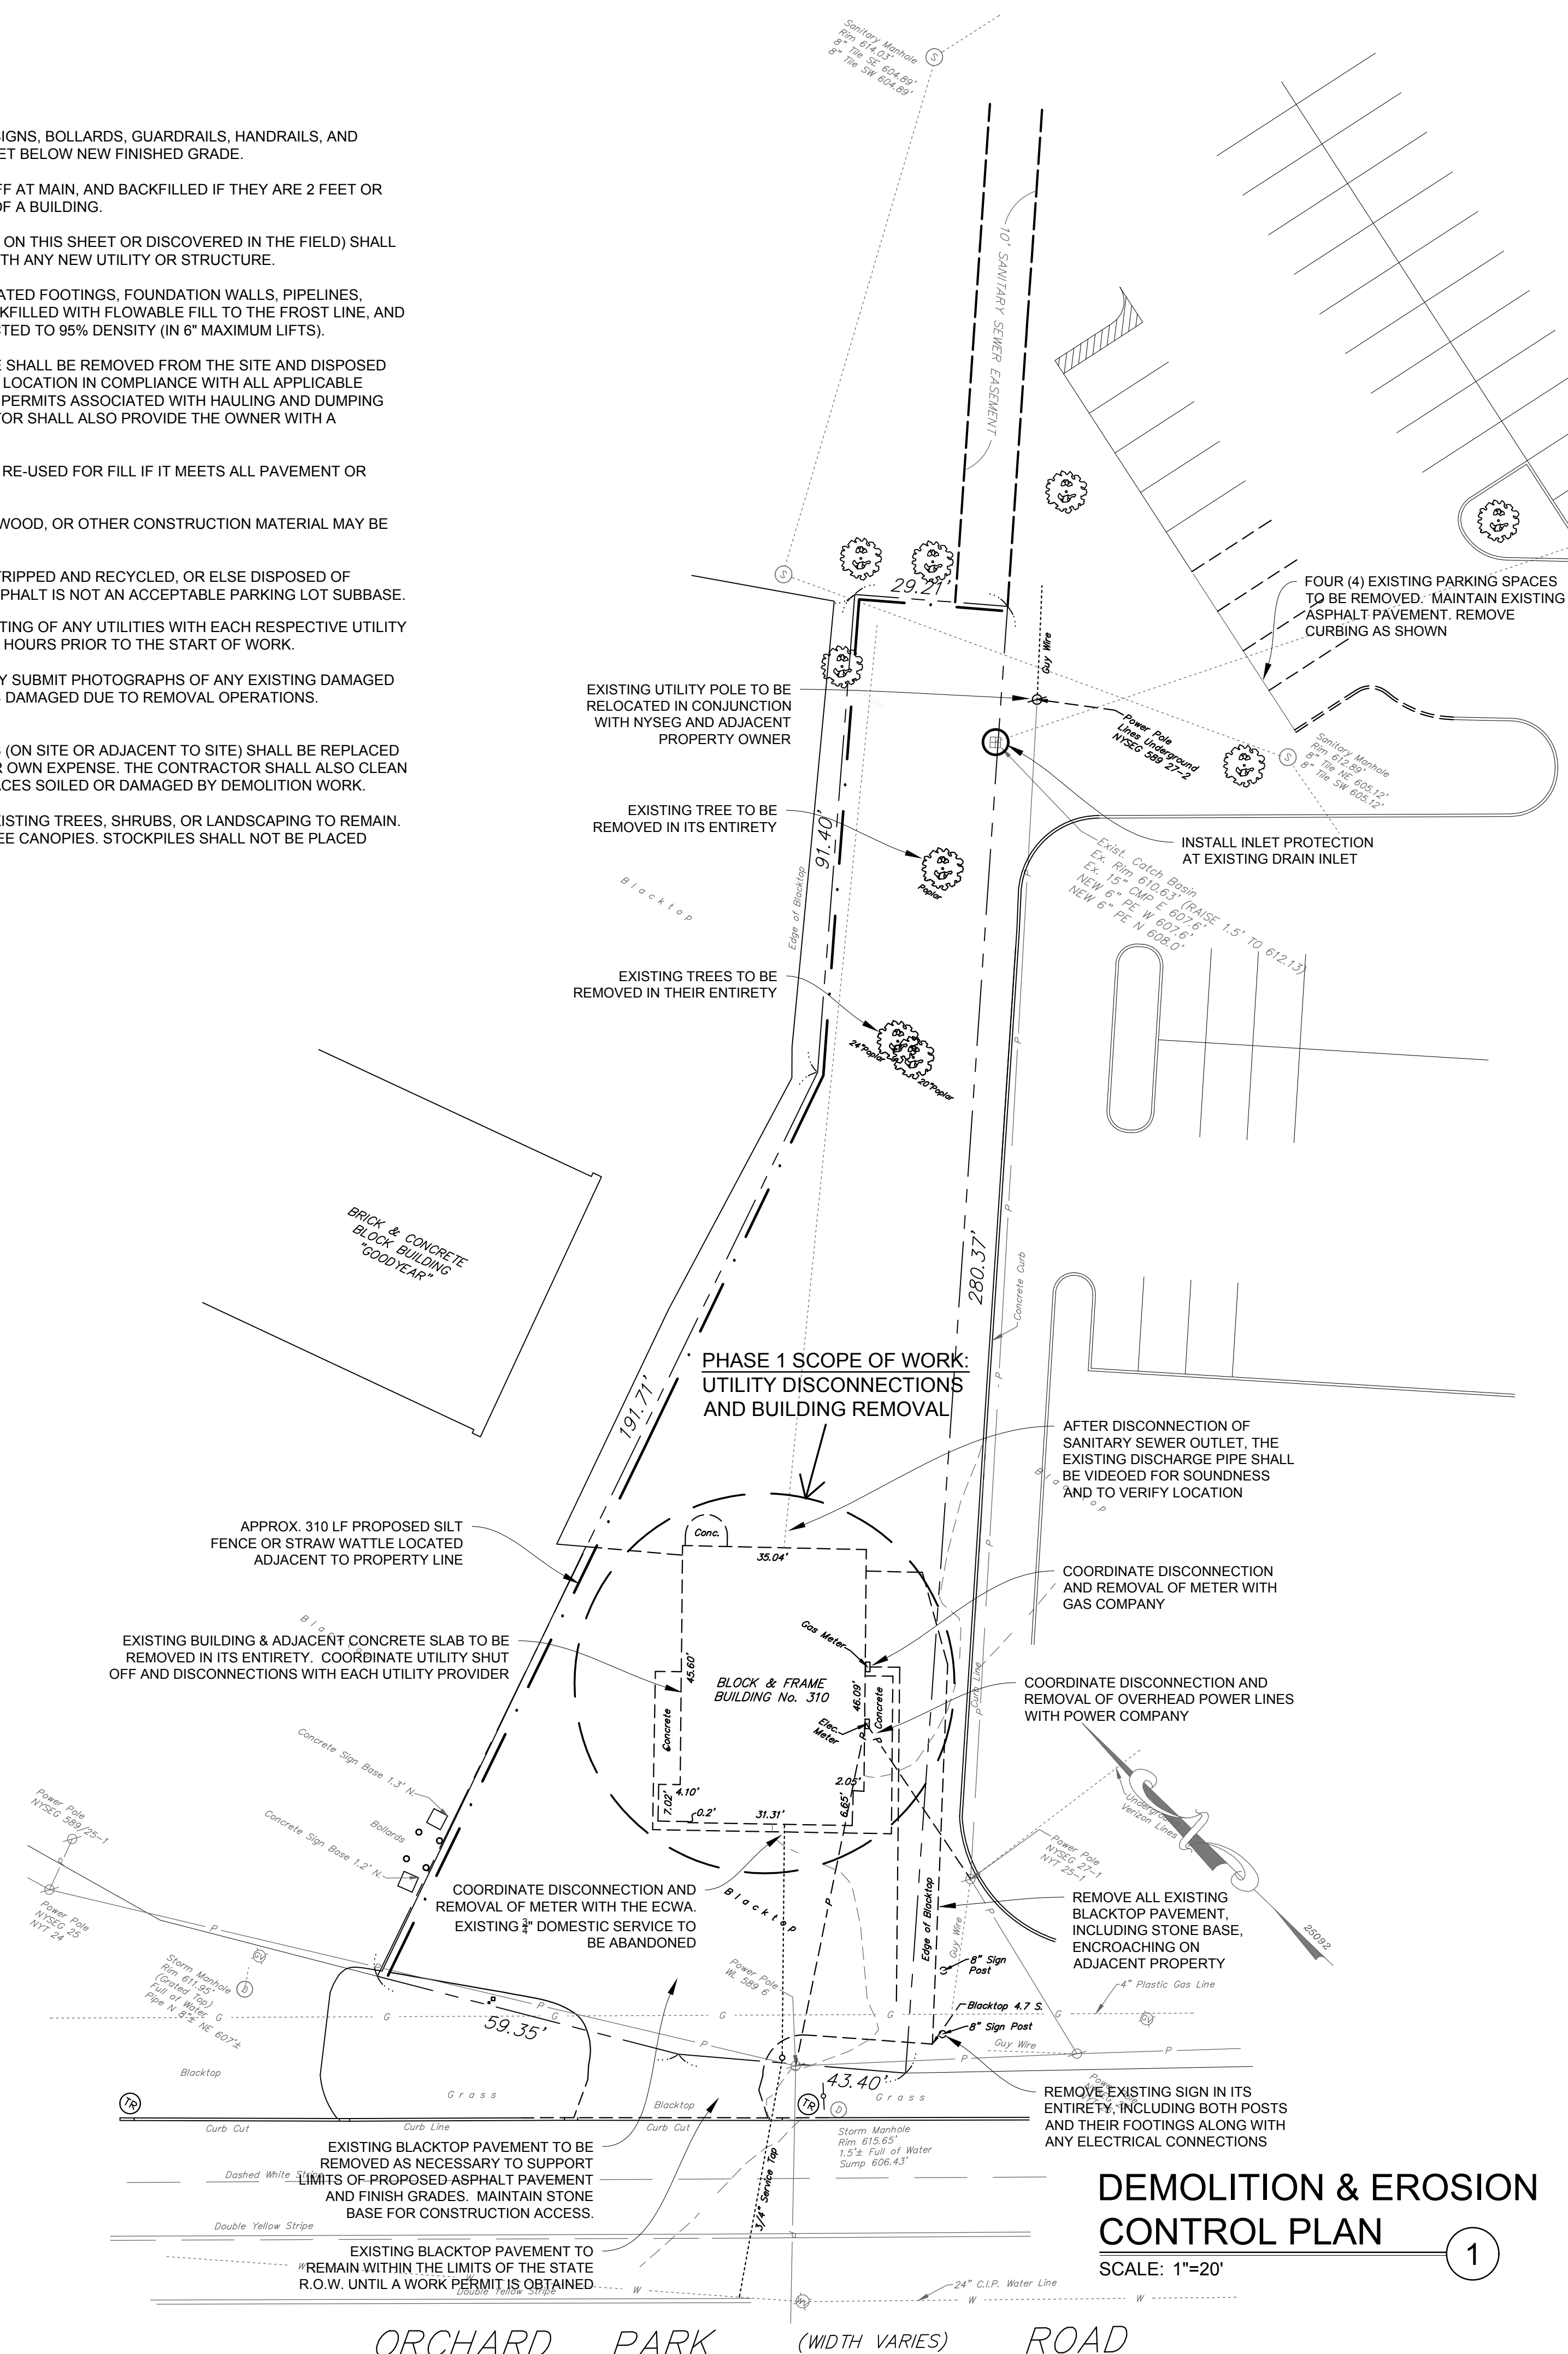 Sanitary Manhole
Rim 614.03'
8" Tile SE 604.89'
8" Tile SW 604.89'
SIGNS, BOLLARDS, GUARDRAILS, HANDRAILS, AND
ET BELOW NEW FINISHED GRADE.
FF AT MAIN, AND BACKFILLED IF THEY ARE 2 FEET OR
OF A BUILDING.
ON THIS SHEET OR DISCOVERED IN THE FIELD) SHALL
TH ANY NEW UTILITY OR STRUCTURE.
ATED FOOTINGS, FOUNDATION WALLS, PIPELINES,
KFILLED WITH FLOWABLE FILL TO THE FROST LINE, AND
CTED TO 95% DENSITY (IN 6" MAXIMUM LIFTS).
E SHALL BE REMOVED FROM THE SITE AND DISPOSED
LOCATION IN COMPLIANCE WITH ALL APPLICABLE
PERMITS ASSOCIATED WITH HAULING AND DUMPING
TOR SHALL ALSO PROVIDE THE OWNER WITH A
RE-USED FOR FILL IF IT MEETS ALL PAVEMENT OR
WOOD, OR OTHER CONSTRUCTION MATERIAL MAY BE
TRIPPED AND RECYCLED, OR ELSE DISPOSED OF
SPHALT IS NOT AN ACCEPTABLE PARKING LOT SUBBASE.
TING OF ANY UTILITIES WITH EACH RESPECTIVE UTILITY
HOURS PRIOR TO THE START OF WORK.
Y SUBMIT PHOTOGRAPHS OF ANY EXISTING DAMAGED
S DAMAGED DUE TO REMOVAL OPERATIONS.
S (ON SITE OR ADJACENT TO SITE) SHALL BE REPLACED
R OWN EXPENSE. THE CONTRACTOR SHALL ALSO CLEAN
ACES SOILED OR DAMAGED BY DEMOLITION WORK.
XISTING TREES, SHRUBS, OR LANDSCAPING TO REMAIN.
EE CANOPIES. STOCKPILES SHALL NOT BE PLACED
S
10' SANITARY SEWER EASEMENT
S
29.21'
FOUR (4) EXISTING PARKING SPACES
TO BE REMOVED. MAINTAIN EXISTING
ASPHALT PAVEMENT. REMOVE
CURBING AS SHOWN
Guy Wire
EXISTING UTILITY POLE TO BE
RELOCATED IN CONJUNCTION
WITH NYSEG AND ADJACENT
PROPERTY OWNER
Power Pole
Lines Underground
NYSEG 589 27-2
S
Sanitary Manhole
Rim 612.89'
8" Tile NE 605.12'
8" Tile SW 605.12'
EXISTING TREE TO BE
REMOVED IN ITS ENTIRETY
91.40'
Edge of Blacktop
Blacktop
Poplar
INSTALL INLET PROTECTION
AT EXISTING DRAIN INLET
Exist. Catch Basin
Ex. Rim 610.63' (RAISE 1.5' TO 612.13)
Ex. 15" CMP E 607.6'
NEW 6" PE W 607.6'
NEW 6" PE N 608.0'
P
EXISTING TREES TO BE
REMOVED IN THEIR ENTIRETY
24"Poplar
20"Poplar
P
P
BRICK & CONCRETE
BLOCK BUILDING
"GOODYEAR"
280.37'
Concrete Curb
P
191.71'
P
PHASE 1 SCOPE OF WORK:
UTILITY DISCONNECTIONS
AND BUILDING REMOVAL
AFTER DISCONNECTION OF
SANITARY SEWER OUTLET, THE
EXISTING DISCHARGE PIPE SHALL
BE VIDEOED FOR SOUNDNESS
AND TO VERIFY LOCATION
Blacktop
P
APPROX. 310 LF PROPOSED SILT
FENCE OR STRAW WATTLE LOCATED
ADJACENT TO PROPERTY LINE
Conc.
35.04'
P
COORDINATE DISCONNECTION
AND REMOVAL OF METER WITH
GAS COMPANY
Blacktop
EXISTING BUILDING & ADJACENT CONCRETE SLAB TO BE
REMOVED IN ITS ENTIRETY. COORDINATE UTILITY SHUT
OFF AND DISCONNECTIONS WITH EACH UTILITY PROVIDER
Gas Meter
45.60'
BLOCK & FRAME
BUILDING No. 310
46.09'
Concrete
Concrete
Elec.
Meter
P
P
Curb Line
P
COORDINATE DISCONNECTION AND
REMOVAL OF OVERHEAD POWER LINES
WITH POWER COMPANY
Concrete Sign Base 1.3' N.
Concrete Sign Base 1.2' N.
Bollards
4.10'
7.02'
0.2'
31.31'
2.05'
6.65'
Underground
Verizon Lines
25092
Power Pole
NYSEG 589/25-1
P
Power Pole
NYSEG 25
NYT 24
Power Pole
NYSEG 27-1
NYT 25-1
COORDINATE DISCONNECTION AND
REMOVAL OF METER WITH THE ECWA.
EXISTING 3/4" DOMESTIC SERVICE TO
BE ABANDONED
Blacktop
P
Edge of Blacktop
Guy Wire
P
REMOVE ALL EXISTING
BLACKTOP PAVEMENT,
INCLUDING STONE BASE,
ENCROACHING ON
ADJACENT PROPERTY
P
GV
D
Storm Manhole
Rim 611.95'
(Grated Top)
Full of Water
Pipe N 8'± NE 607'±
P
Power Pole
WL 589 6
8" Sign
Post
4" Plastic Gas Line
Blacktop 4.7 S.
8" Sign Post
G
G
P
G
G
G
G
GV
59.35'
P
P
Guy Wire
P
43.40'
Blacktop
Grass
Grass
REMOVE EXISTING SIGN IN ITS
ENTIRETY, INCLUDING BOTH POSTS
AND THEIR FOOTINGS ALONG WITH
ANY ELECTRICAL CONNECTIONS
Power Pole
TR
TR
D
Blacktop
Curb Cut
Curb Line
Curb Cut
Storm Manhole
Rim 615.65'
1.5'± Full of Water
Sump 606.43'
EXISTING BLACKTOP PAVEMENT TO BE
REMOVED AS NECESSARY TO SUPPORT
LIMITS OF PROPOSED ASPHALT PAVEMENT
AND FINISH GRADES. MAINTAIN STONE
BASE FOR CONSTRUCTION ACCESS.
Dashed White Stripe
3/4" Service Tap
Double Yellow Stripe
P
EXISTING BLACKTOP PAVEMENT TO
REMAIN WITHIN THE LIMITS OF THE STATE
R.O.W. UNTIL A WORK PERMIT IS OBTAINED
Double Yellow Stripe
W
W
W
WV
24" C.I.P. Water Line
W
W
DEMOLITION & EROSION
CONTROL PLAN
1
SCALE: 1"=20'
ORCHARD PARK (WIDTH VARIES) ROAD